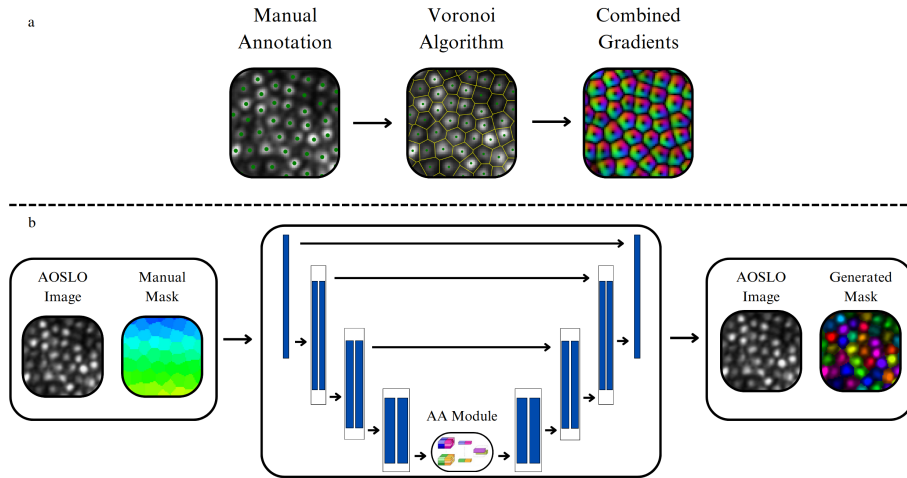 a
Manual
Annotation
Voronoi
Algorithm
Combined
Gradients
b
AOSLO
Image
Manual
Mask
AA Module
AOSLO
Image
Generated
Mask